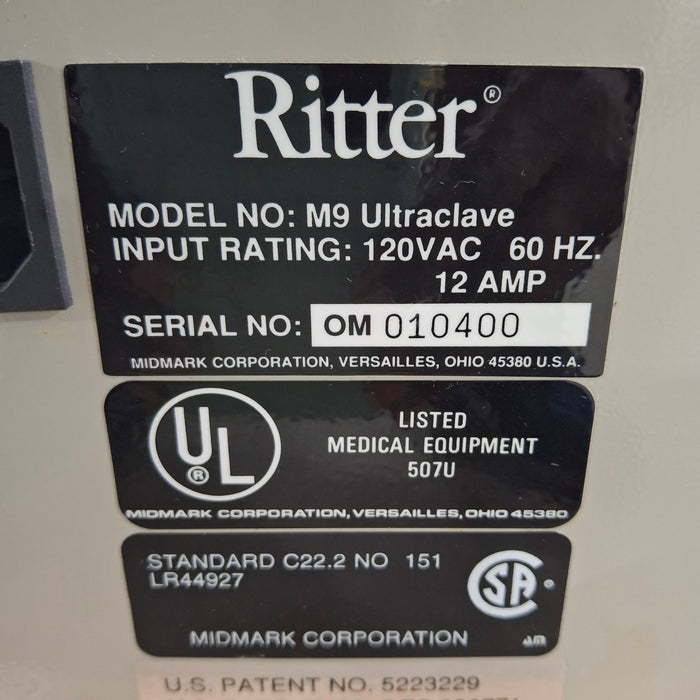 Ritter®
MODEL NO: M9 Ultraclave
INPUT RATING: 120VAC 60 HZ.
12 AMP
SERIAL NO: OM 010400
MIDMARK CORPORATION, VERSAILLES, OHIO 45380 U.S.A.
UL®
LISTED
MEDICAL EQUIPMENT
507U
MIDMARK CORPORATION, VERSAILLES, OHIO 45380
STANDARD C22.2 NO 151
LR44927
CSA
MIDMARK CORPORATION
U.S. PATENT NO. 5223229